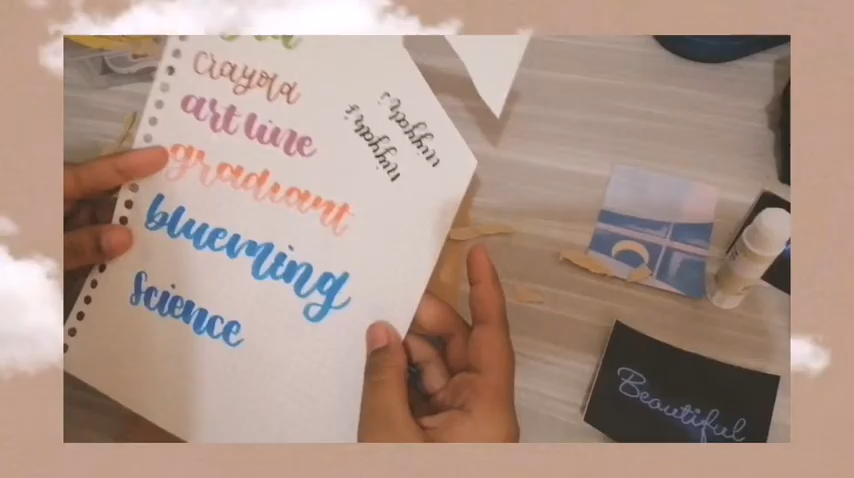 crayola
art line
gradiant
blueming
Science
Beautiful